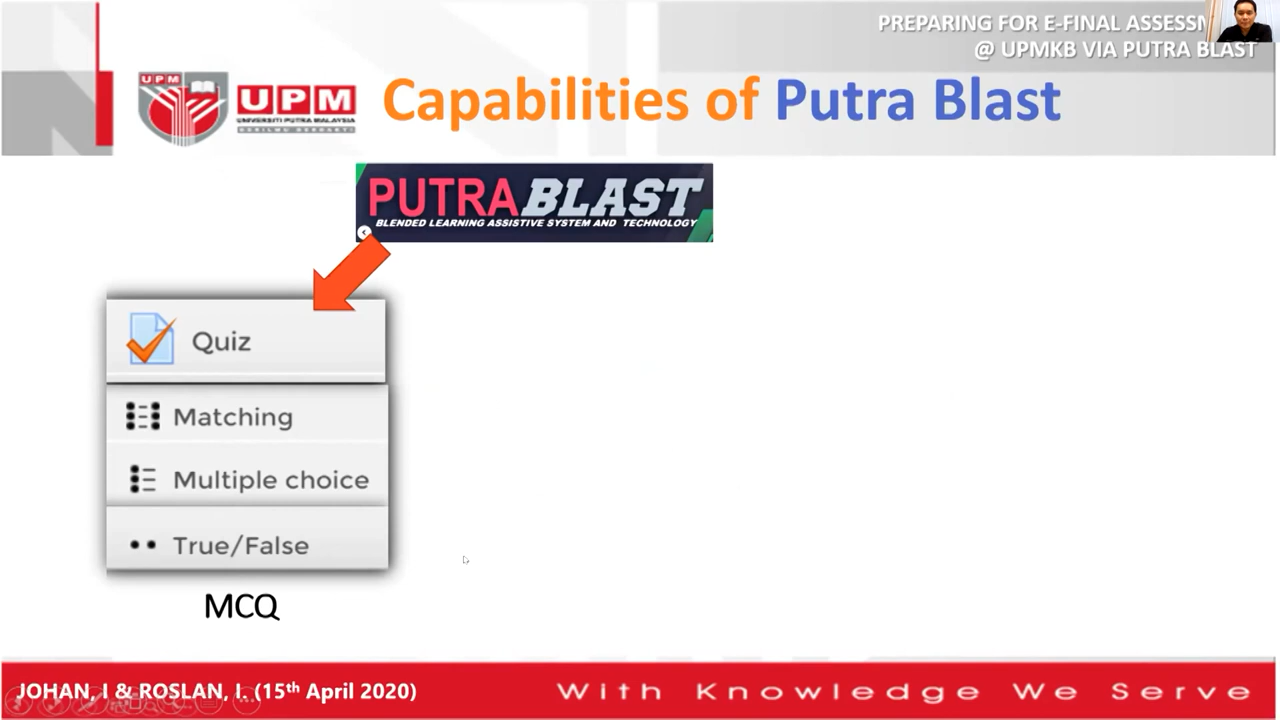 PREPARING FOR E-FINAL ASSESSM
@ UPMKB VIA PUTRA BLAST
UPM
UPM
UNIVERSITI PUTRA MALAYSIA
BERILMU BERBAKTI
Capabilities of Putra Blast
PUTRABLAST
BLENDED LEARNING ASSISTIVE SYSTEM AND TECHNOLOGY
Quiz
Matching
Multiple choice
True/False
MCQ
JOHAN, I & ROSLAN, I. (15th April 2020)
With Knowledge We Serve